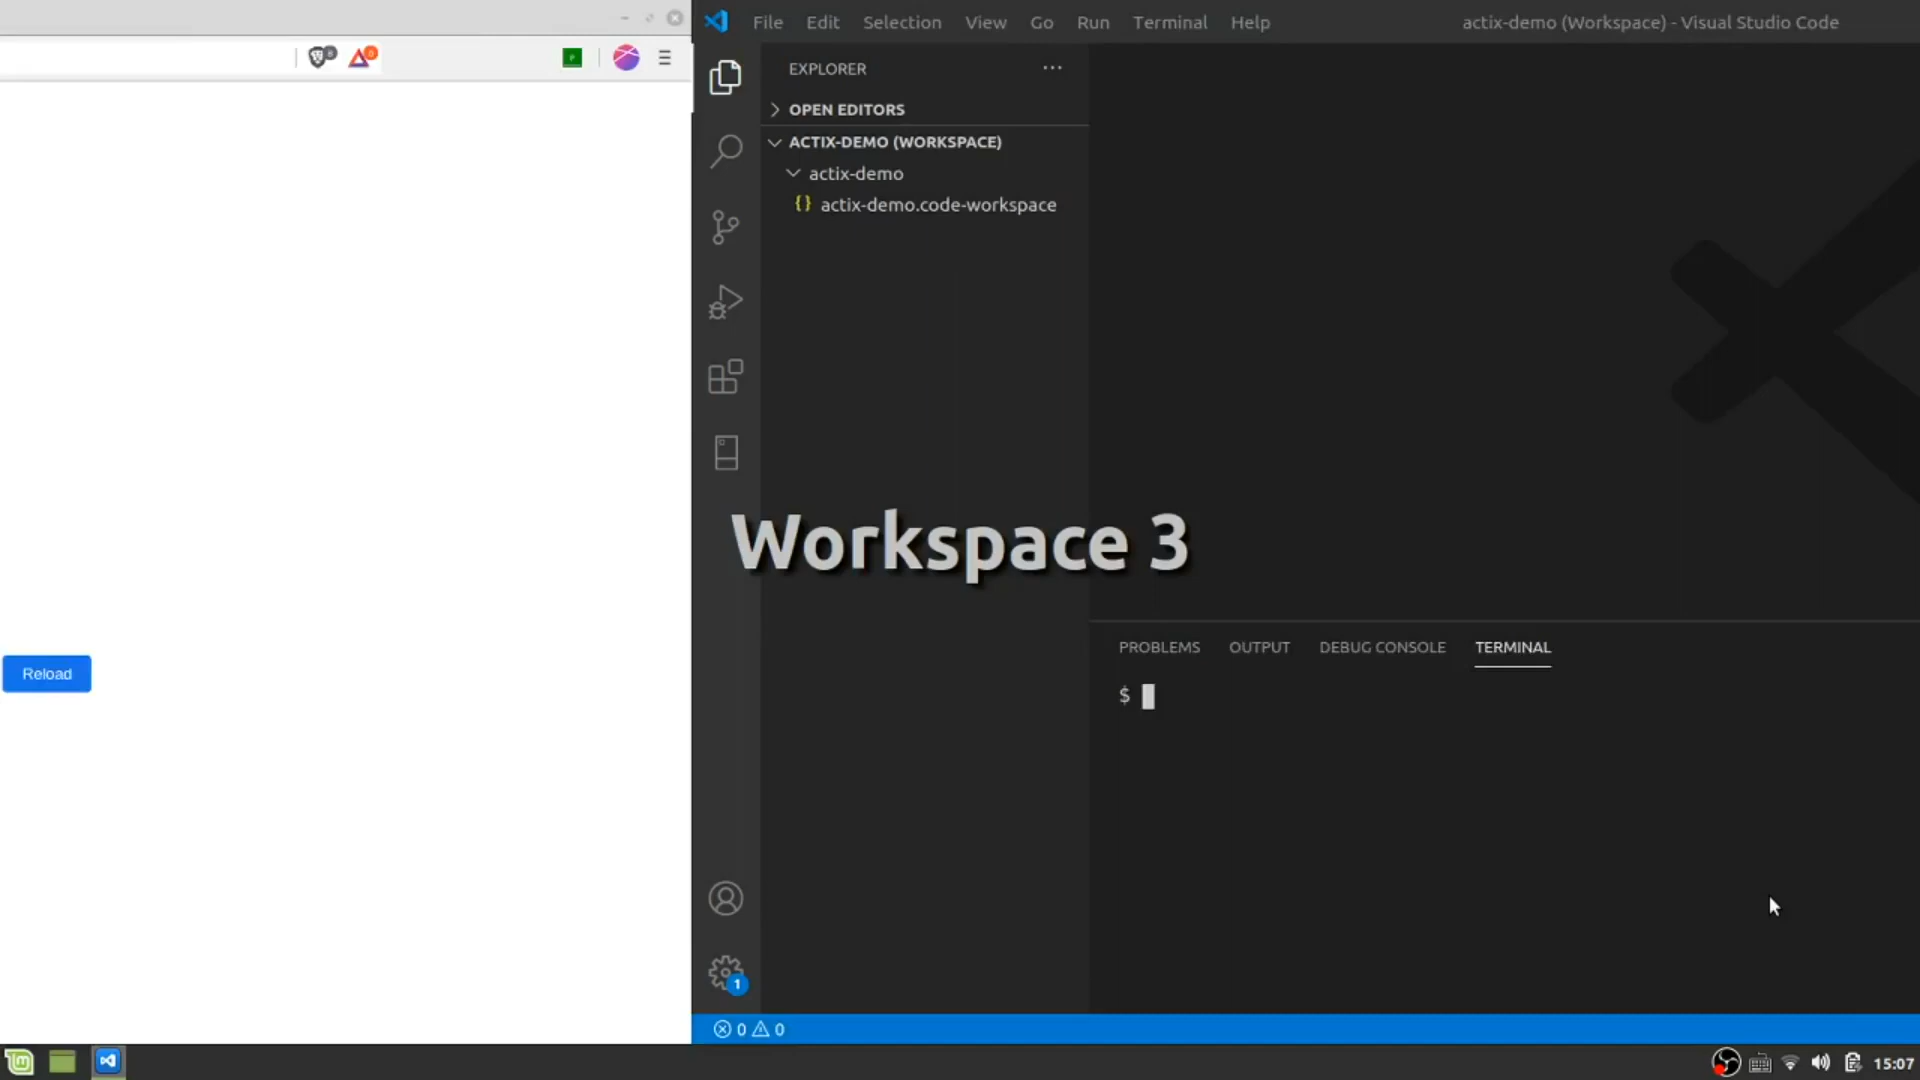 File Edit Selection View Go Run Terminal Help
actix-demo (Workspace) - Visual Studio Code
EXPLORER
OPEN EDITORS
ACTIX-DEMO (WORKSPACE)
actix-demo
{} actix-demo.code-workspace
Workspace 3
Reload
PROBLEMS OUTPUT DEBUG CONSOLE TERMINAL
$
1
0 0
15:07